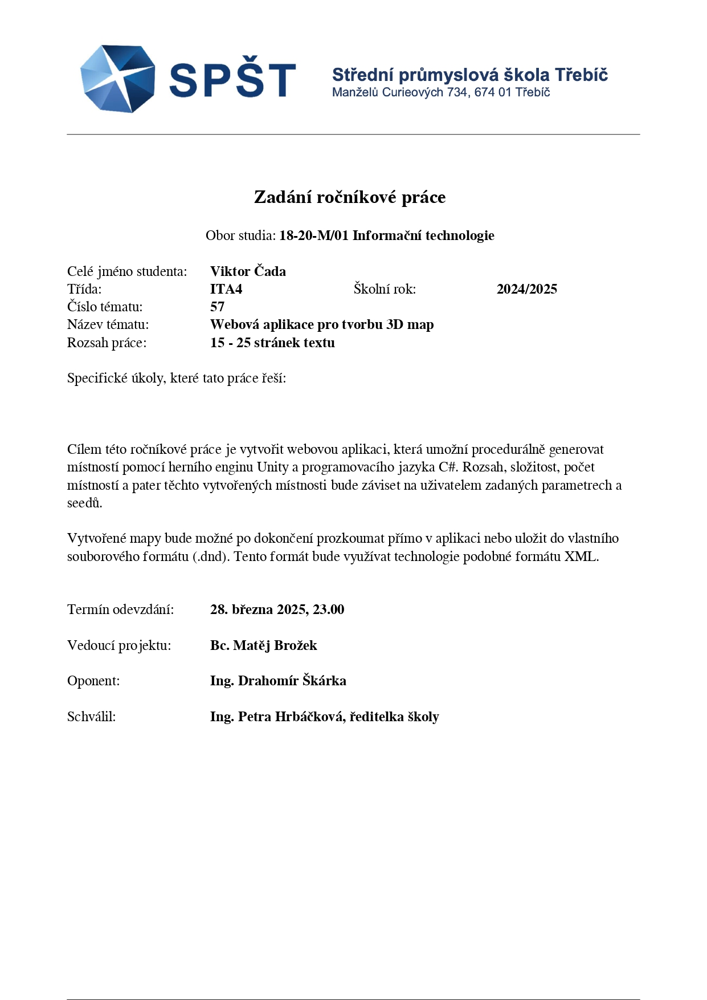 SPŠT
Střední průmyslová škola Třebíč
Manželů Curieových 734, 674 01 Třebíč
Zadání ročníkové práce
Obor studia: 18-20-M/01 Informační technologie
Celé jméno studenta: Viktor Čada
Třída: ITA4 Školní rok: 2024/2025
Číslo tématu: 57
Název tématu: Webová aplikace pro tvorbu 3D map
Rozsah práce: 15 - 25 stránek textu
Specifické úkoly, které tato práce řeší:
Cílem této ročníkové práce je vytvořit webovou aplikaci, která umožní procedurálně generovat
místností pomocí herního enginu Unity a programovacího jazyka C#. Rozsah, složitost, počet
místností a pater těchto vytvořených místnosti bude záviset na uživatelem zadaných parametrech a
seedů.
Vytvořené mapy bude možné po dokončení prozkoumat přímo v aplikaci nebo uložit do vlastního
souborového formátu (.dnd). Tento formát bude využívat technologie podobné formátu XML.
Termín odevzdání: 28. března 2025, 23.00
Vedoucí projektu: Bc. Matěj Brožek
Oponent: Ing. Drahomír Škárka
Schválil: Ing. Petra Hrbáčková, ředitelka školy